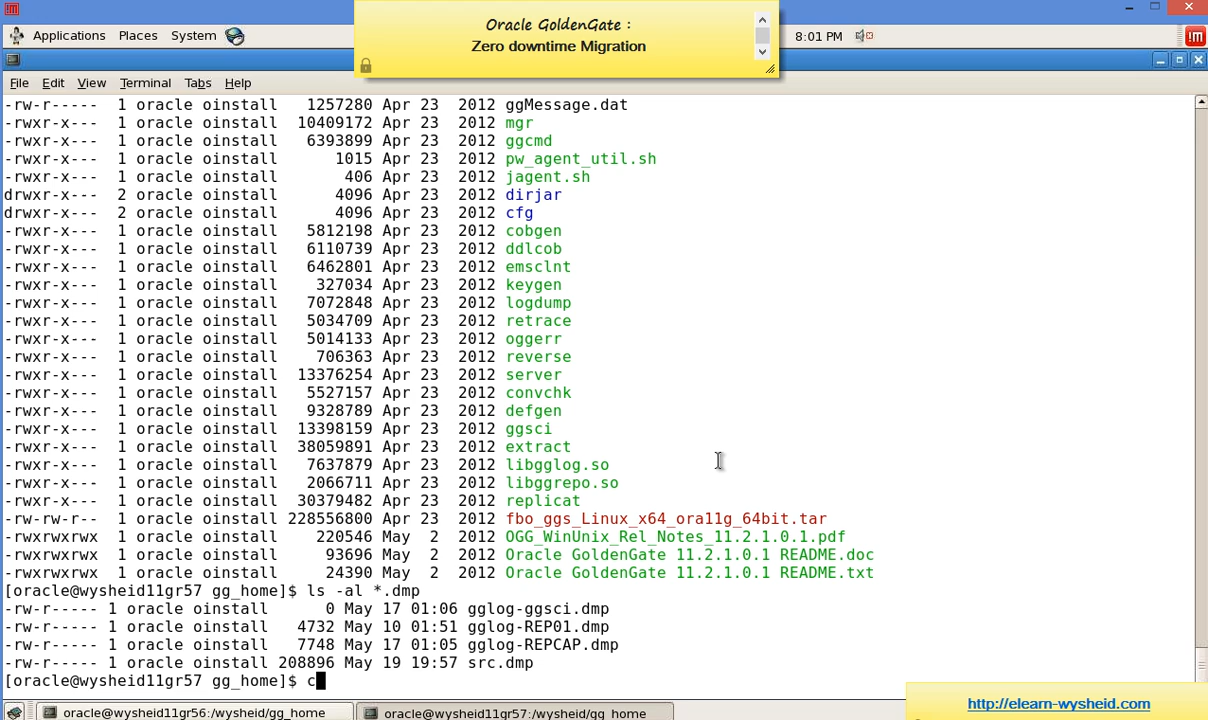 Oracle GoldenGate :
Zero downtime Migration
Applications Places System
8:01 PM
File Edit View Terminal Tabs Help
-rw-r----- 1 oracle oinstall 1257280 Apr 23 2012 ggMessage.dat
-rwxr-x--- 1 oracle oinstall 10409172 Apr 23 2012 mgr
-rwxr-x--- 1 oracle oinstall 6393899 Apr 23 2012 ggcmd
-rwxr-x--- 1 oracle oinstall 1015 Apr 23 2012 pw_agent_util.sh
-rwxr-x--- 1 oracle oinstall 406 Apr 23 2012 jagent.sh
drwxr-x--- 2 oracle oinstall 4096 Apr 23 2012 dirjar
drwxr-x--- 2 oracle oinstall 4096 Apr 23 2012 cfg
-rwxr-x--- 1 oracle oinstall 5812198 Apr 23 2012 cobgen
-rwxr-x--- 1 oracle oinstall 6110739 Apr 23 2012 ddlcob
-rwxr-x--- 1 oracle oinstall 6462801 Apr 23 2012 emsclnt
-rwxr-x--- 1 oracle oinstall 327034 Apr 23 2012 keygen
-rwxr-x--- 1 oracle oinstall 7072848 Apr 23 2012 logdump
-rwxr-x--- 1 oracle oinstall 5034709 Apr 23 2012 retrace
-rwxr-x--- 1 oracle oinstall 5014133 Apr 23 2012 oggerr
-rwxr-x--- 1 oracle oinstall 706363 Apr 23 2012 reverse
-rwxr-x--- 1 oracle oinstall 13376254 Apr 23 2012 server
-rwxr-x--- 1 oracle oinstall 5527157 Apr 23 2012 convchk
-rwxr-x--- 1 oracle oinstall 9328789 Apr 23 2012 defgen
-rwxr-x--- 1 oracle oinstall 13398159 Apr 23 2012 ggsci
-rwxr-x--- 1 oracle oinstall 38059891 Apr 23 2012 extract
-rwxr-x--- 1 oracle oinstall 7637879 Apr 23 2012 libgglog.so
-rwxr-x--- 1 oracle oinstall 2066711 Apr 23 2012 libggrepo.so
-rwxr-x--- 1 oracle oinstall 30379482 Apr 23 2012 replicat
-rw-rw-r-- 1 oracle oinstall 228556800 Apr 23 2012 fbo_ggs_Linux_x64_ora11g_64bit.tar
-rwxrwxrwx 1 oracle oinstall 220546 May 2 2012 OGG_WinUnix_Rel_Notes_11.2.1.0.1.pdf
-rwxrwxrwx 1 oracle oinstall 93696 May 2 2012 Oracle GoldenGate 11.2.1.0.1 README.doc
-rwxrwxrwx 1 oracle oinstall 24390 May 2 2012 Oracle GoldenGate 11.2.1.0.1 README.txt
[oracle@wysheid11gr57 gg_home]$ ls -al *.dmp
-rw-r----- 1 oracle oinstall 0 May 17 01:06 gglog-ggsci.dmp
-rw-r----- 1 oracle oinstall 4732 May 10 01:51 gglog-REP01.dmp
-rw-r----- 1 oracle oinstall 7748 May 17 01:05 gglog-REPCAP.dmp
-rw-r----- 1 oracle oinstall 208896 May 19 19:57 src.dmp
[oracle@wysheid11gr57 gg_home]$ c
http://elearn-wysheid.com
oracle@wysheid11gr56:/wysheid/gg_home
oracle@wysheid11gr57:/wysheid/gg_home